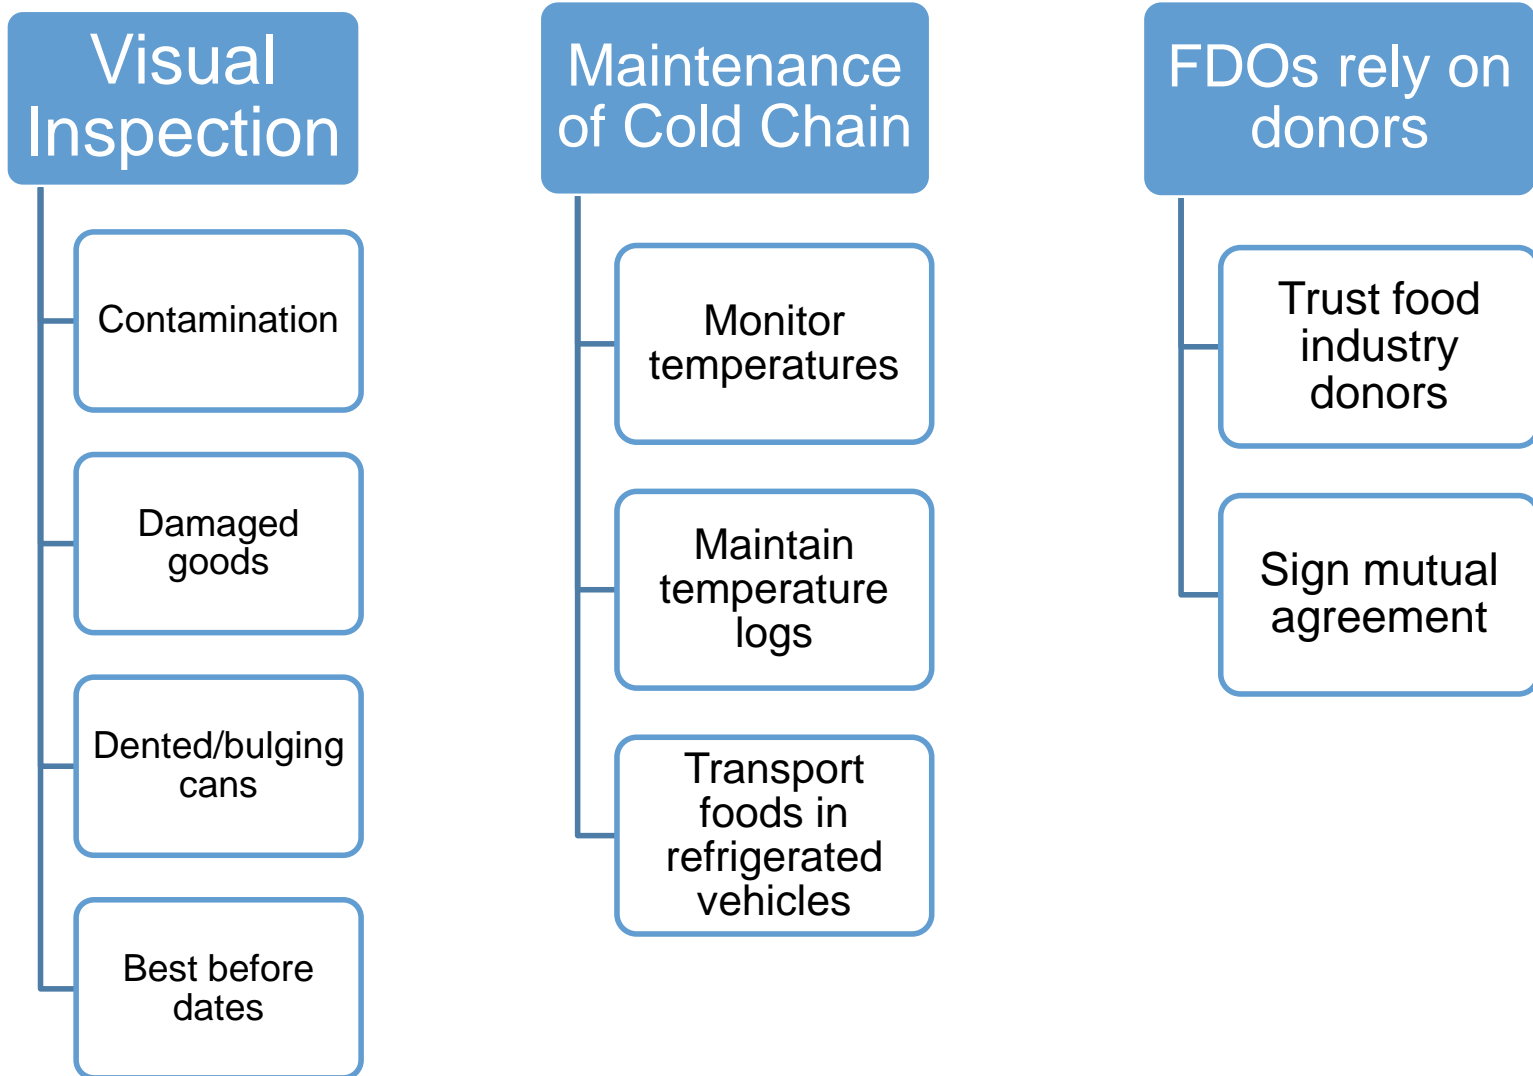 Visual
Inspection
Contamination
Damaged
goods
Dented/bulging
cans
Best before
dates
Maintenance
of Cold Chain
Monitor
temperatures
Maintain
temperature
logs
Transport
foods in
refrigerated
vehicles
FDOs rely on
donors
Trust food
industry
donors
Sign mutual
agreement